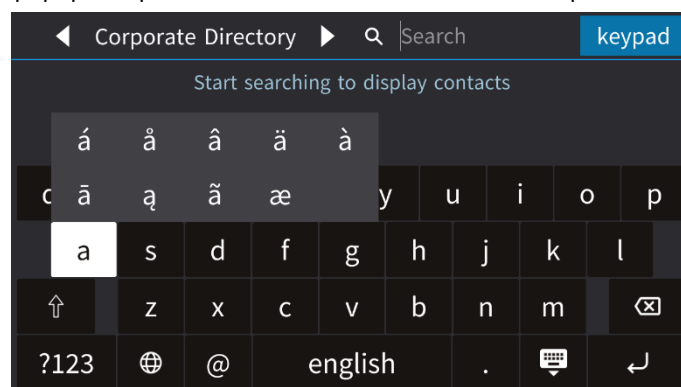 Corporate Directory Search keypad
Start searching to display contacts
á å â ä à
ā ą ã æ y u i o p
a s d f g h j k l
z x c v b n m
?123 @ english .